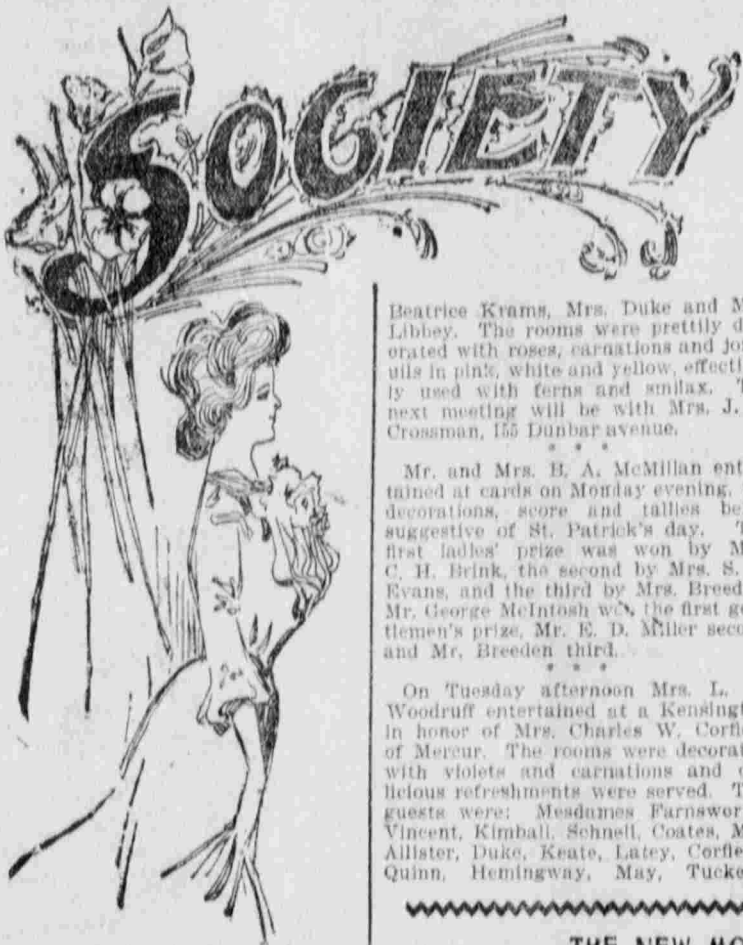 SOCIETY
Beatrice Krams, Mrs. Duke and M
Libbey. The rooms were prettily d
orated with roses, carnations and jo
uils in pink, white and yellow, effecti
ly used with ferns and smilax. T
next meeting will be with Mrs. J.
Crossman, 155 Dunbar avenue.
* * *
Mr. and Mrs. B. A. McMillan ent
tained at cards on Monday evening,
decorations, score and tallies be
suggestive of St. Patrick's day. T
first ladies' prize was won by M
C. H. Brink, the second by Mrs. S.
Evans, and the third by Mrs. Breed
Mr. George McIntosh the first ge
tlemen's prize, Mr. E. D. Miller seco
and Mr. Breeden third.
* * *
On Tuesday afternoon Mrs. L.
Woodruff entertained at a Kensingt
in honor of Mrs. Charles W. Corfie
of Mercur. The rooms were decorat
with violets and carnations and d
licious refreshments were served. T
guests were: Mesdames Farnswor
Vincent, Kimball, Schnell, Coates, M
Allister, Duke, Keate, Latey, Corfie
Quinn, Hemingway, May, Tucke
THE NEW MO